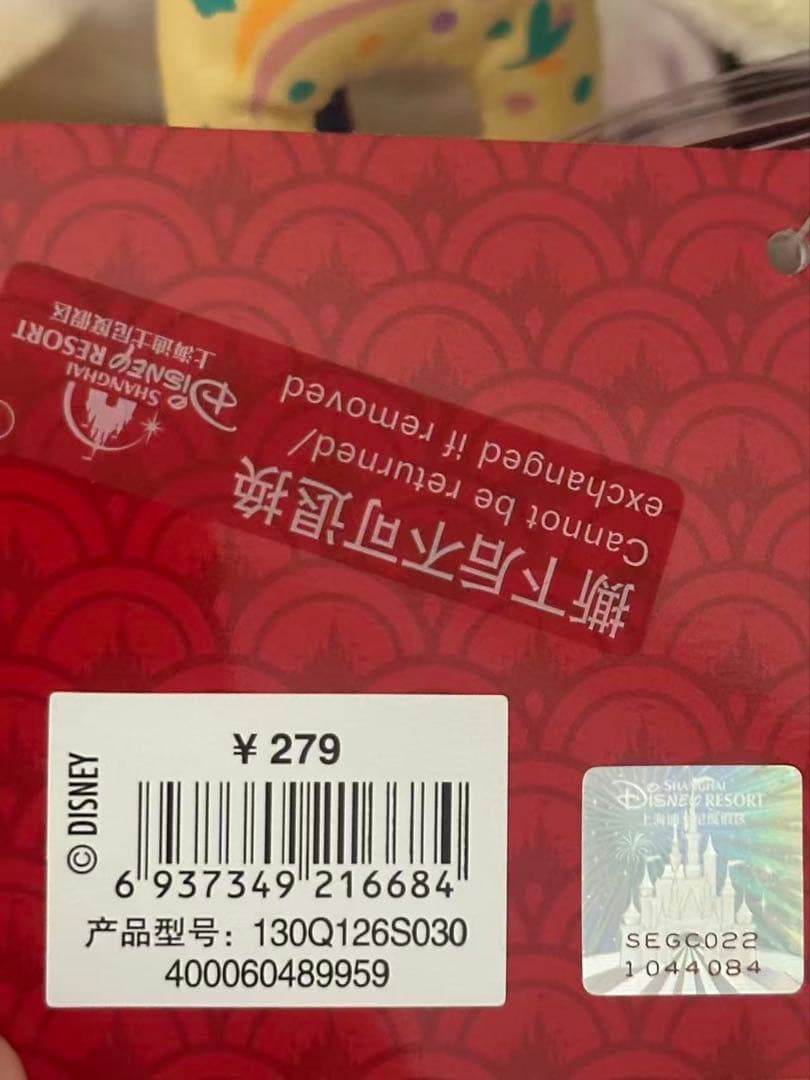 撕下后不可退换
Cannot be returned/
exchanged if removed
SHANGHAI
Disney RESORT
上海迪士尼度假区
© DISNEY
¥ 279
6 937349 216684
产品型号：130Q126S030
400060489959
SHANGHAI
Disney RESORT
上海迪士尼度假区
SEGC022
1044084